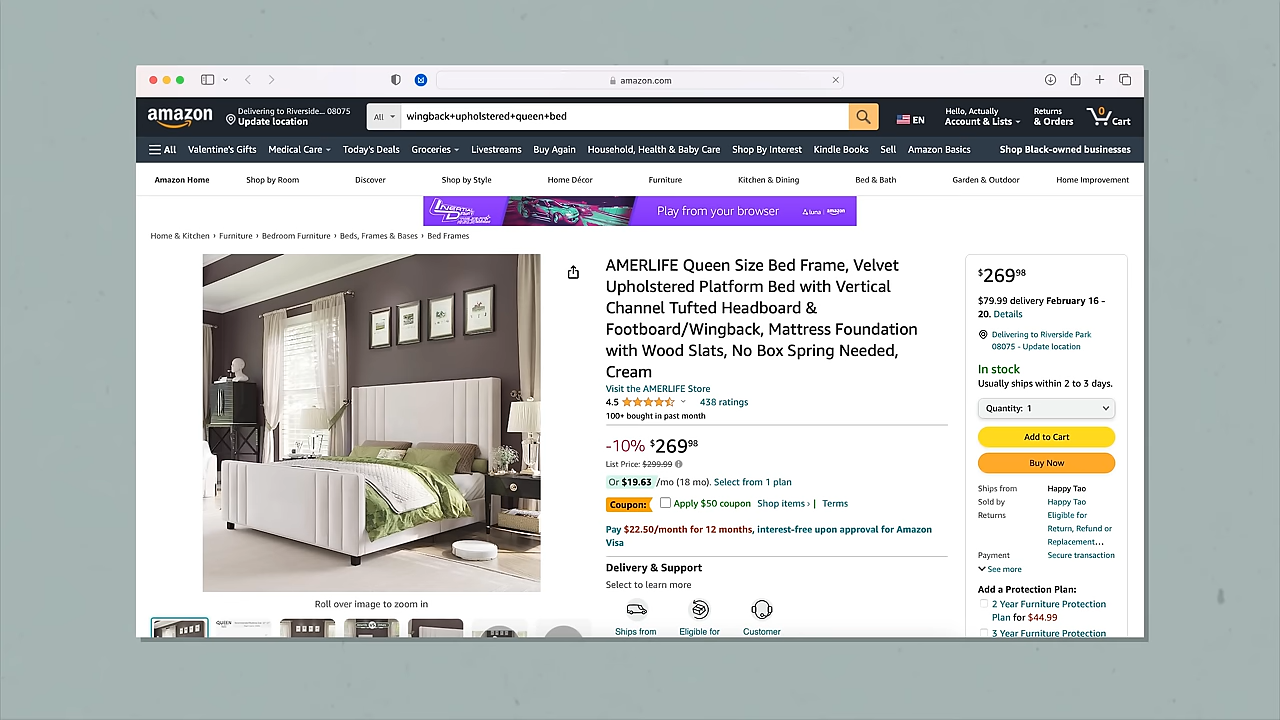 amazon.com
amazon
Delivering to Riverside... 08075
Update location
All
wingback+upholstered+queen+bed
EN
Hello, Actually
Account & Lists
Returns
& Orders
0
Cart
All
Valentine's Gifts
Medical Care
Today's Deals
Groceries
Livestreams
Buy Again
Household, Health & Baby Care
Shop By Interest
Kindle Books
Sell
Amazon Basics
Shop Black-owned businesses
Amazon Home
Shop by Room
Discover
Shop by Style
Home Décor
Furniture
Kitchen & Dining
Bed & Bath
Garden & Outdoor
Home Improvement
Play from your browser
luna | amazon
Home & Kitchen › Furniture › Bedroom Furniture › Beds, Frames & Bases › Bed Frames
Roll over image to zoom in
QUEEN
AMERLIFE Queen Size Bed Frame, Velvet
Upholstered Platform Bed with Vertical
Channel Tufted Headboard &
Footboard/Wingback, Mattress Foundation
with Wood Slats, No Box Spring Needed,
Cream
Visit the AMERLIFE Store
4.5
438 ratings
100+ bought in past month
-10% $269⁹⁸
List Price: $299.99
Or $19.63 /mo (18 mo). Select from 1 plan
Coupon: Apply $50 coupon Shop items › | Terms
Pay $22.50/month for 12 months, interest-free upon approval for Amazon
Visa
Delivery & Support
Select to learn more
Ships from
Eligible for
Customer
$269⁹⁸
$79.99 delivery February 16 -
20. Details
Delivering to Riverside Park
08075 - Update location
In stock
Usually ships within 2 to 3 days.
Quantity: 1
Add to Cart
Buy Now
Ships from Happy Tao
Sold by Happy Tao
Returns Eligible for
Return, Refund or
Replacement...
Payment Secure transaction
See more
Add a Protection Plan:
2 Year Furniture Protection
Plan for $44.99
3 Year Furniture Protection